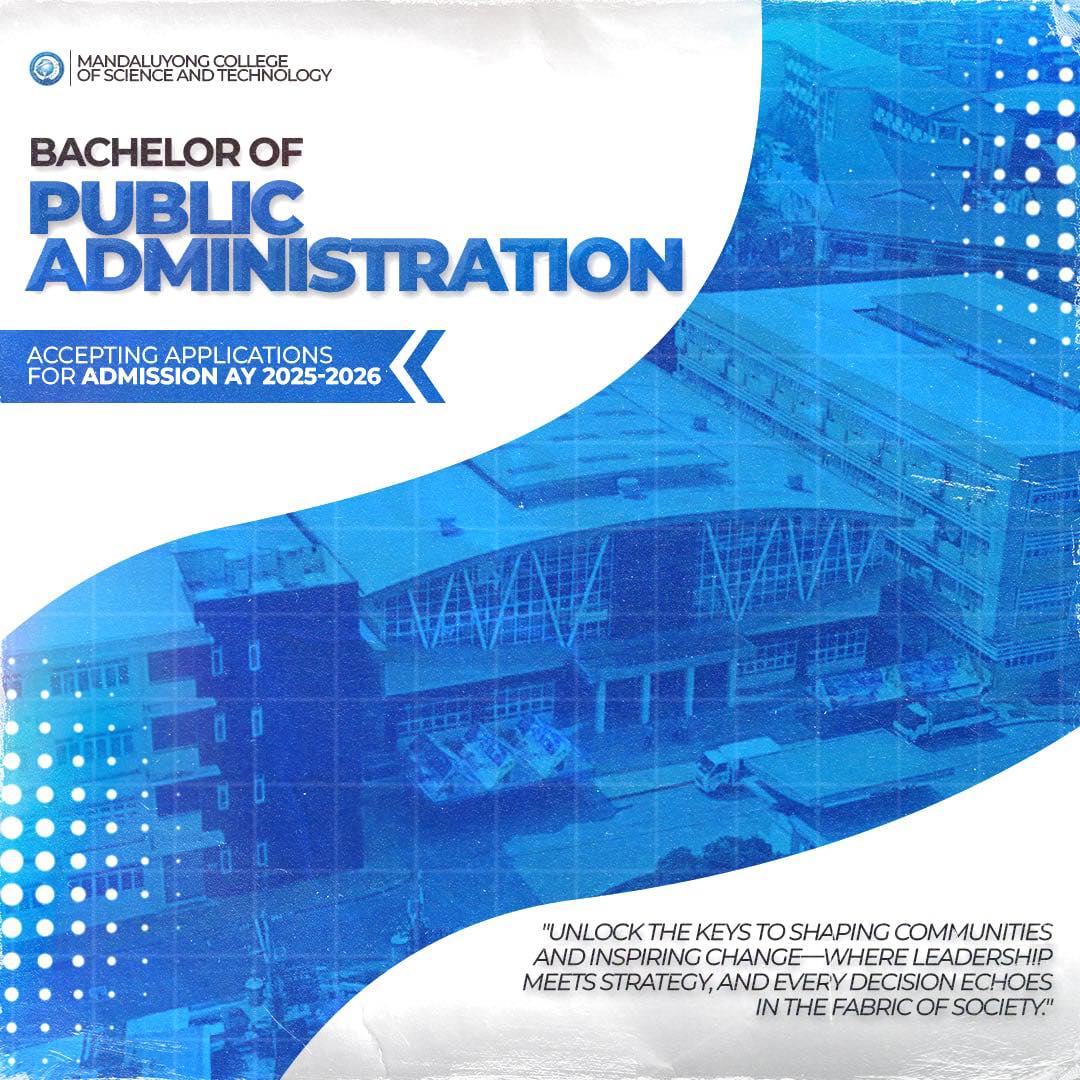 MANDALUYONG COLLEGE
OF SCIENCE AND TECHNOLOGY
BACHELOR OF
PUBLIC
ADMINISTRATION
ACCEPTING APPLICATIONS
FOR ADMISSION AY 2025-2026
"UNLOCK THE KEYS TO SHAPING COMMUNITIES
AND INSPIRING CHANGE—WHERE LEADERSHIP
MEETS STRATEGY, AND EVERY DECISION ECHOES
IN THE FABRIC OF SOCIETY."